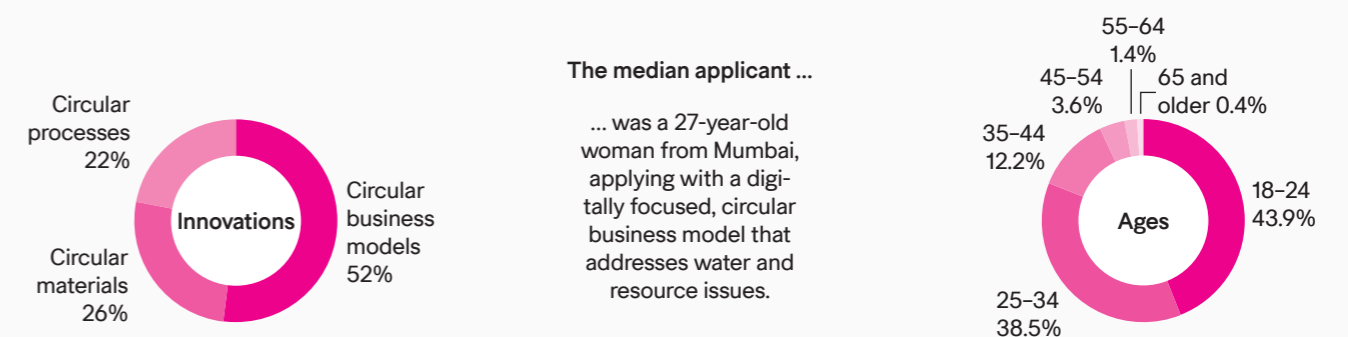 Circular
processes
22%
Circular
materials
26%
Innovations
Circular
business
models
52%
The median applicant ...
... was a 27-year-old
woman from Mumbai,
applying with a digi-
tally focused, circular
business model that
addresses water and
resource issues.
55–64
1.4%
45–54
3.6%
65 and
older 0.4%
35–44
12.2%
18–24
43.9%
Ages
25–34
38.5%